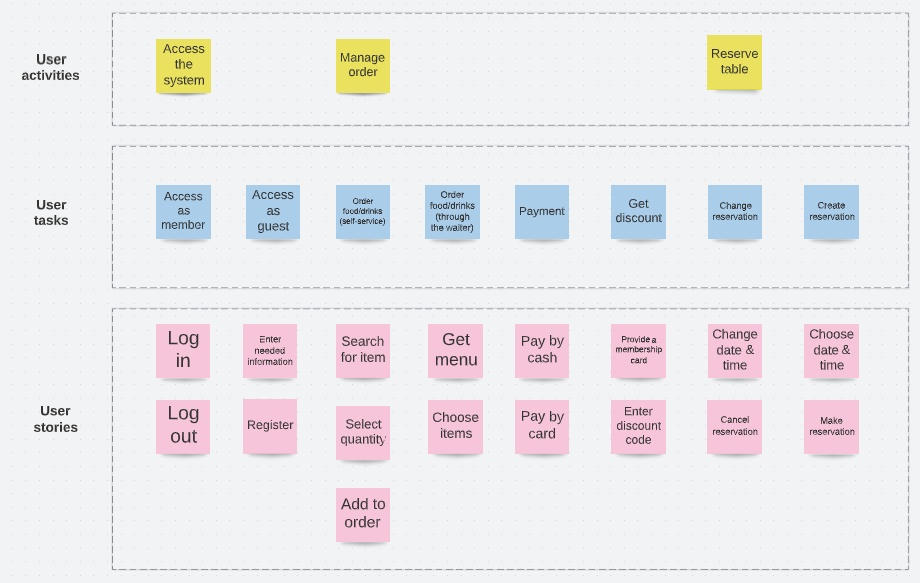 User
activities
Access
the
system
Manage
order
Reserve
table
User
tasks
Access
as
member
Access
as
guest
Order
food/drinks
(self-service)
Order
food/drinks
(through
the waiter)
Payment
Get
discount
Change
reservation
Create
reservation
User
stories
Log
in
Enter
needed
information
Search
for item
Get
menu
Pay by
cash
Provide a
membership
card
Change
date &
time
Choose
date &
time
Log
out
Register
Select
quantity
Choose
items
Pay by
card
Enter
discount
code
Cancel
reservation
Make
reservation
Add to
order